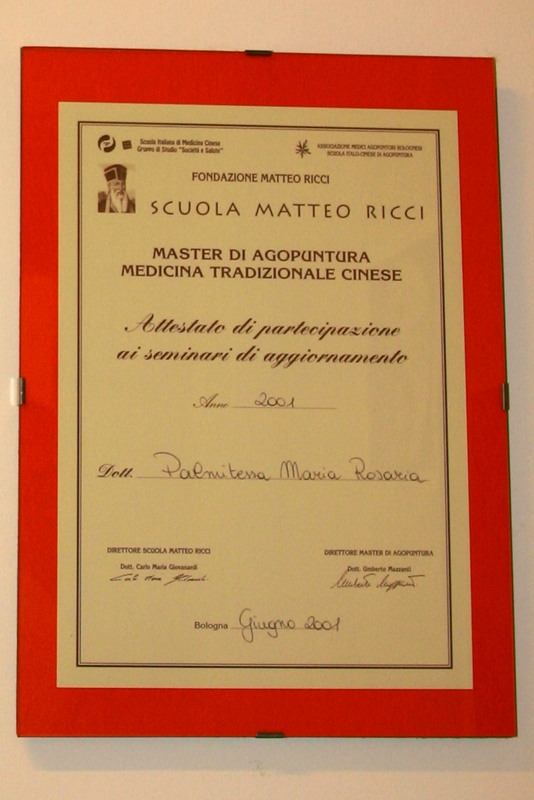 Scuola Italiana di Medicina Cinese
Gruppo di Studio "Società e Salute"
ASSOCIAZIONE MEDICI AGOPUNTORI BOLOGNESI
SCUOLA ITALO-CINESE DI AGOPUNTURA
FONDAZIONE MATTEO RICCI
SCUOLA MATTEO RICCI
MASTER DI AGOPUNTURA
MEDICINA TRADIZIONALE CINESE
Attestato di partecipazione
ai seminari di aggiornamento
Anno 2001
Dott. Palmitessa Maria Rosaria
DIRETTORE SCUOLA MATTEO RICCI
Dott. Carlo Maria Giovanardi
DIRETTORE MASTER DI AGOPUNTURA
Dott. Umberto Mazzanti
Bologna Giugno 2001